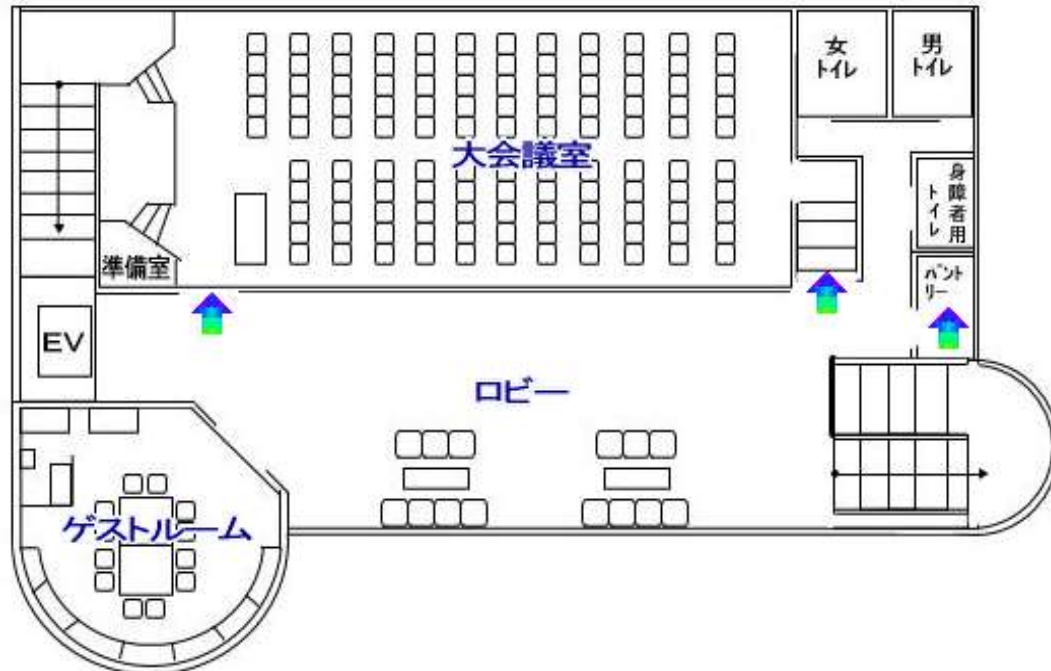 女
トイレ
男
トイレ
大会議室
身障者用
トイレ
準備室
パント
リー
EV
ロビー
ゲストルーム